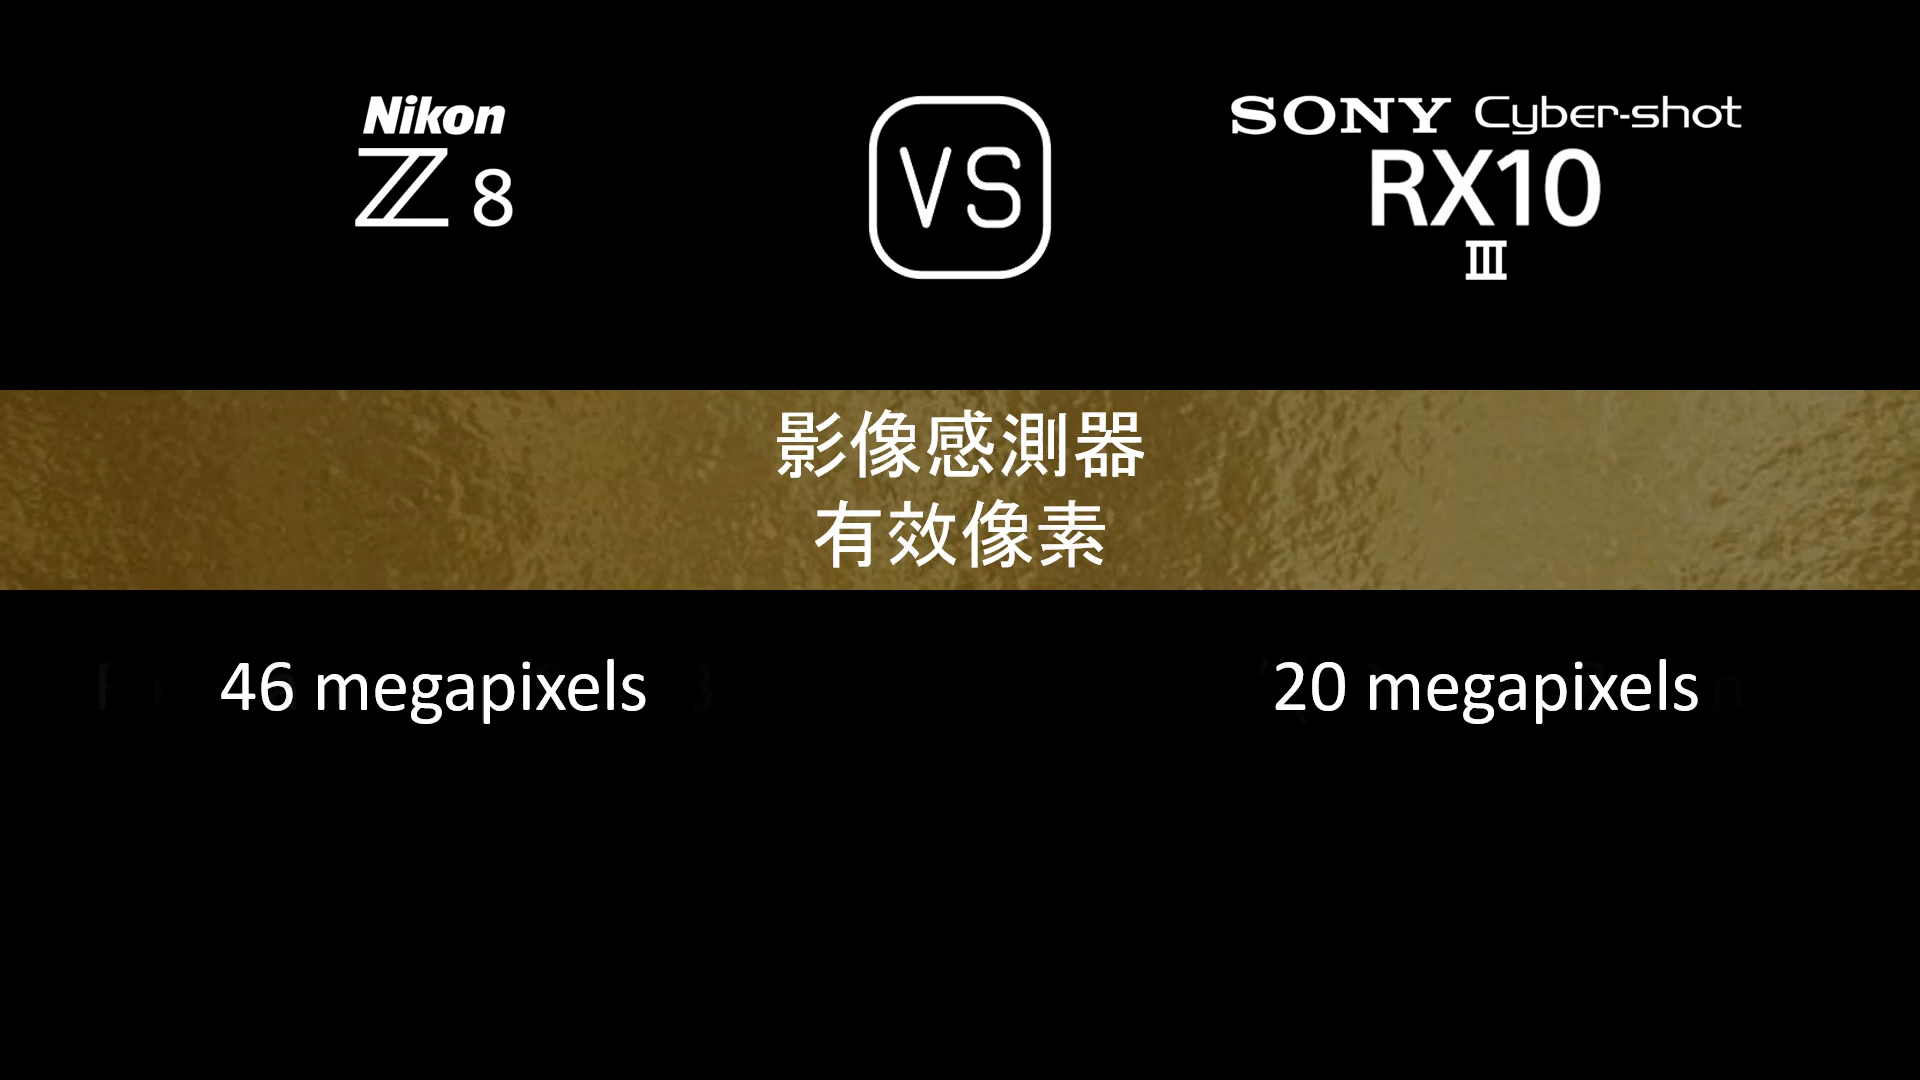 Nikon
Z 8
VS
SONY Cyber-shot
RX10
III
影像感測器
有效像素
46 megapixels
20 megapixels